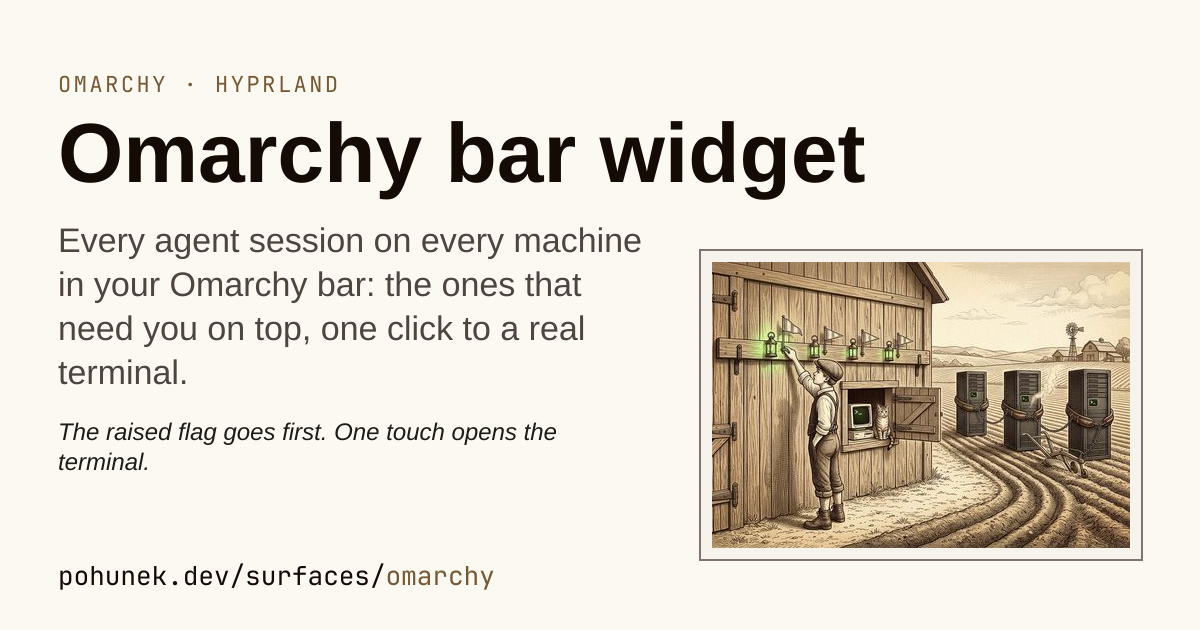 OMARCHY · HYPRLAND
Omarchy bar widget
Every agent session on every machine
in your Omarchy bar: the ones that
need you on top, one click to a real
terminal.
The raised flag goes first. One touch opens the
terminal.
pohunek.dev/surfaces/omarchy